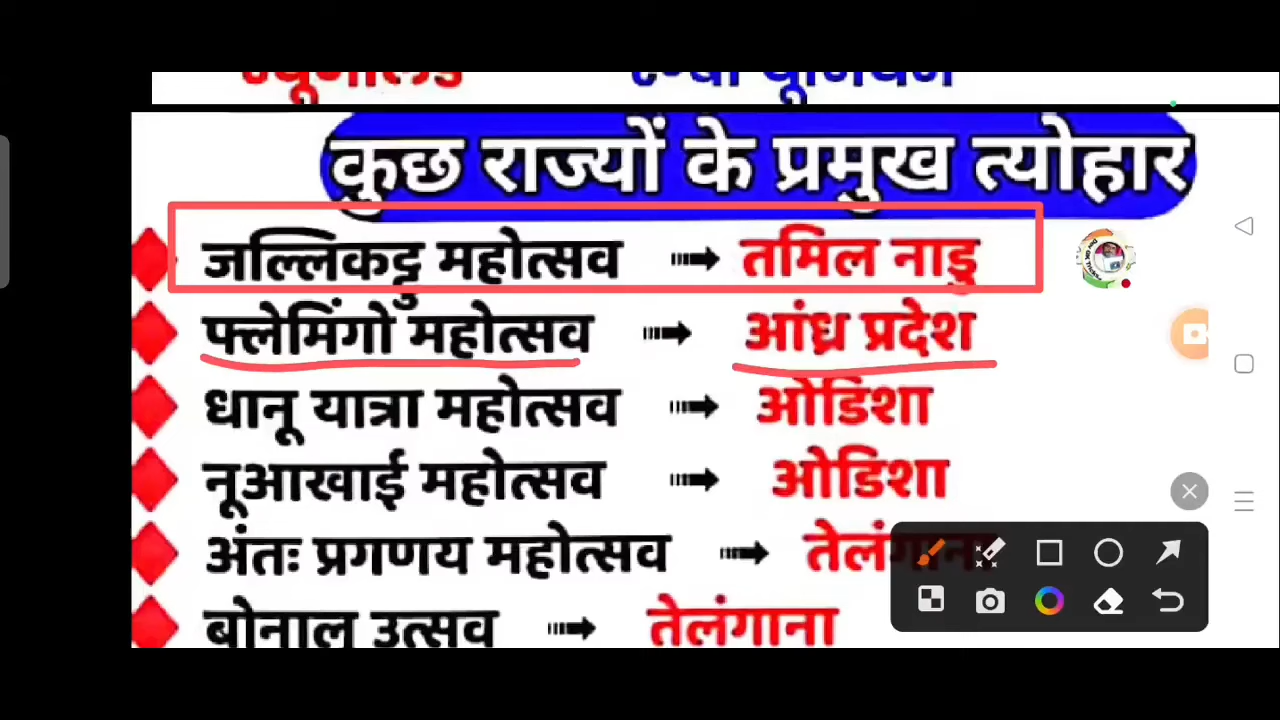 कुछ राज्यों के प्रमुख त्योहार
जल्लिकट्टु महोत्सव तमिल नाडु
फ्लेमिंगो महोत्सव आंध्र प्रदेश
धानू यात्रा महोत्सव ओडिशा
नूआखाई महोत्सव ओडिशा
अंतः प्रगणय महोत्सव तेलंगाना
बोनालु उत्सव तेलंगाना